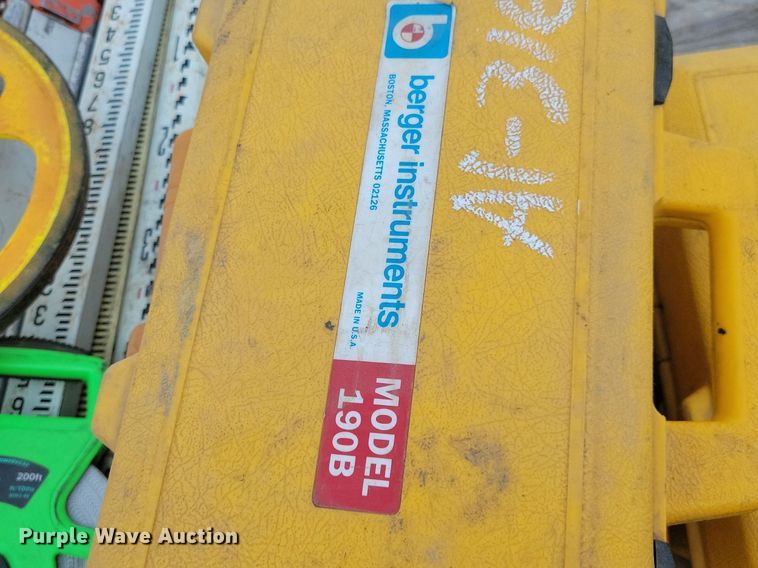 b
berger instruments
BOSTON, MASSACHUSETTS 02126
MADE IN U.S.A.
MODEL
190B
200ft
Purple Wave Auction